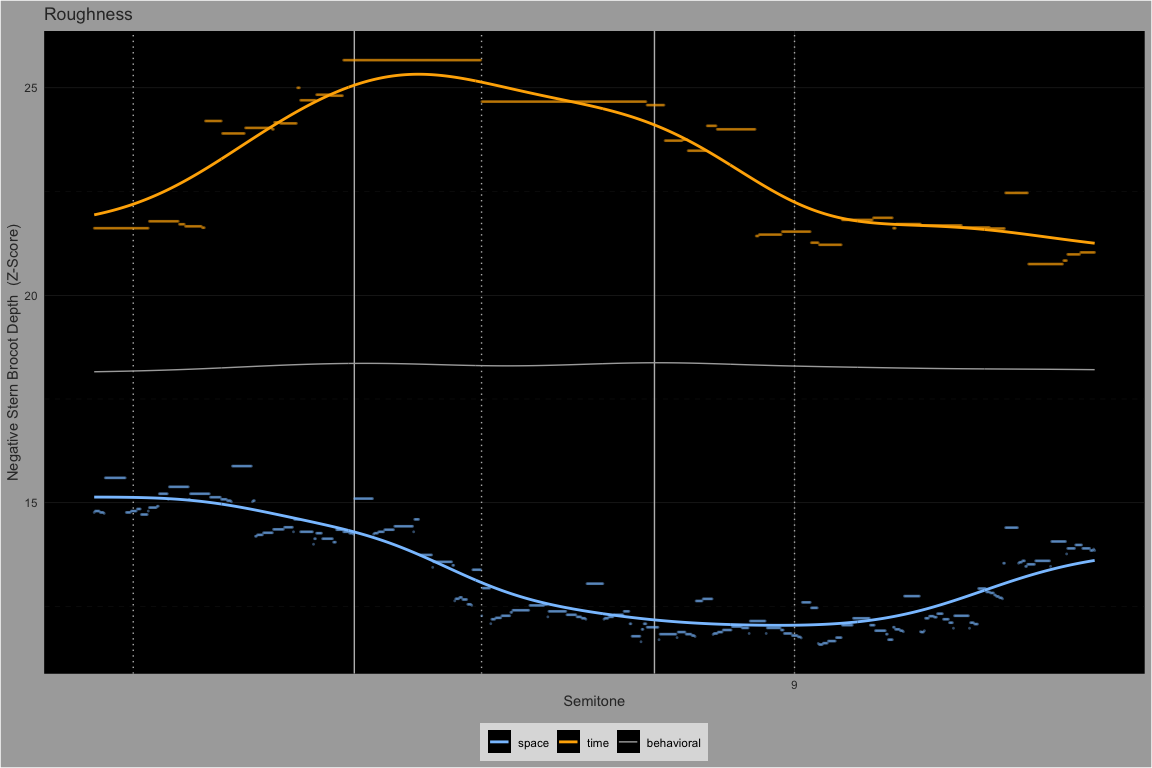 Roughness
Negative Stern Brocot Depth (Z-Score)
25
20
15
9
Semitone
space time behavioral